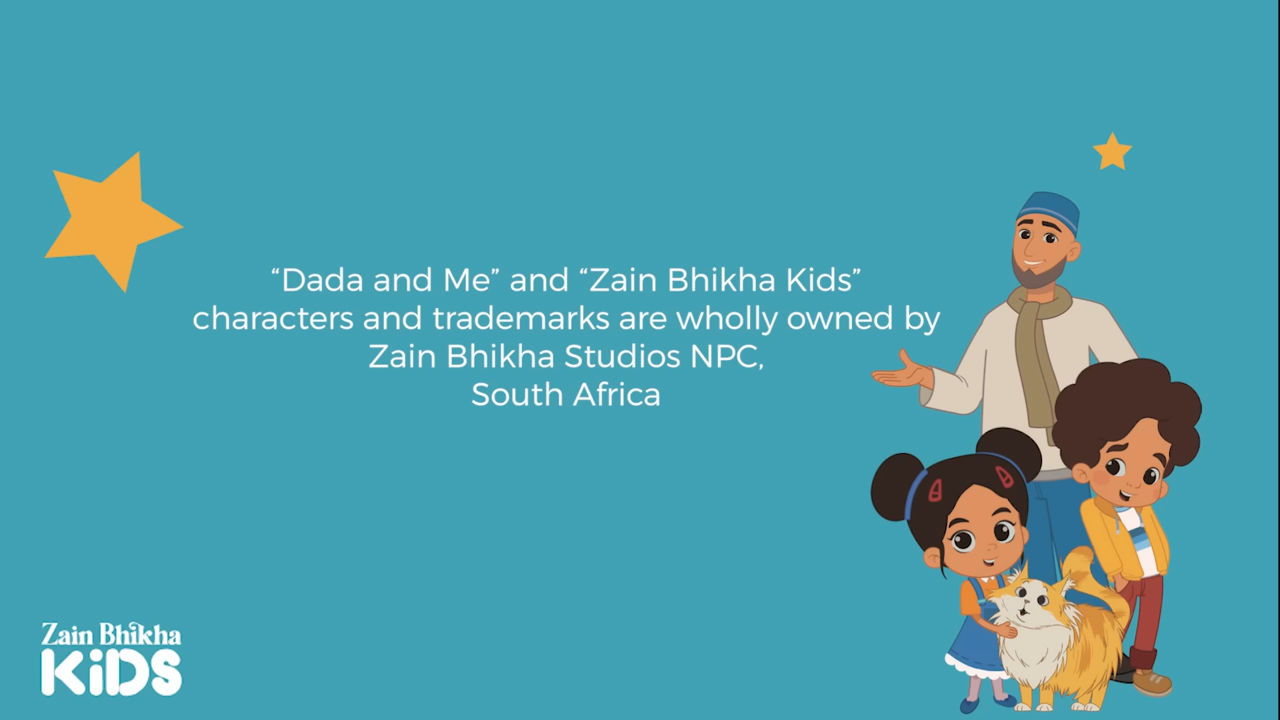 “Dada and Me” and “Zain Bhikha Kids”
characters and trademarks are wholly owned by
Zain Bhikha Studios NPC,
South Africa
Zain Bhikha
KiDS